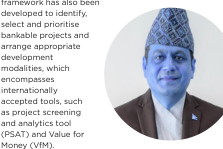 framework has also been
developed to identify,
select and prioritise
bankable projects and
arrange appropriate
development
modalities, which
encompasses
internationally
accepted tools, such
as project screening
and analytics tool
(PSAT) and Value for
Money (VfM).